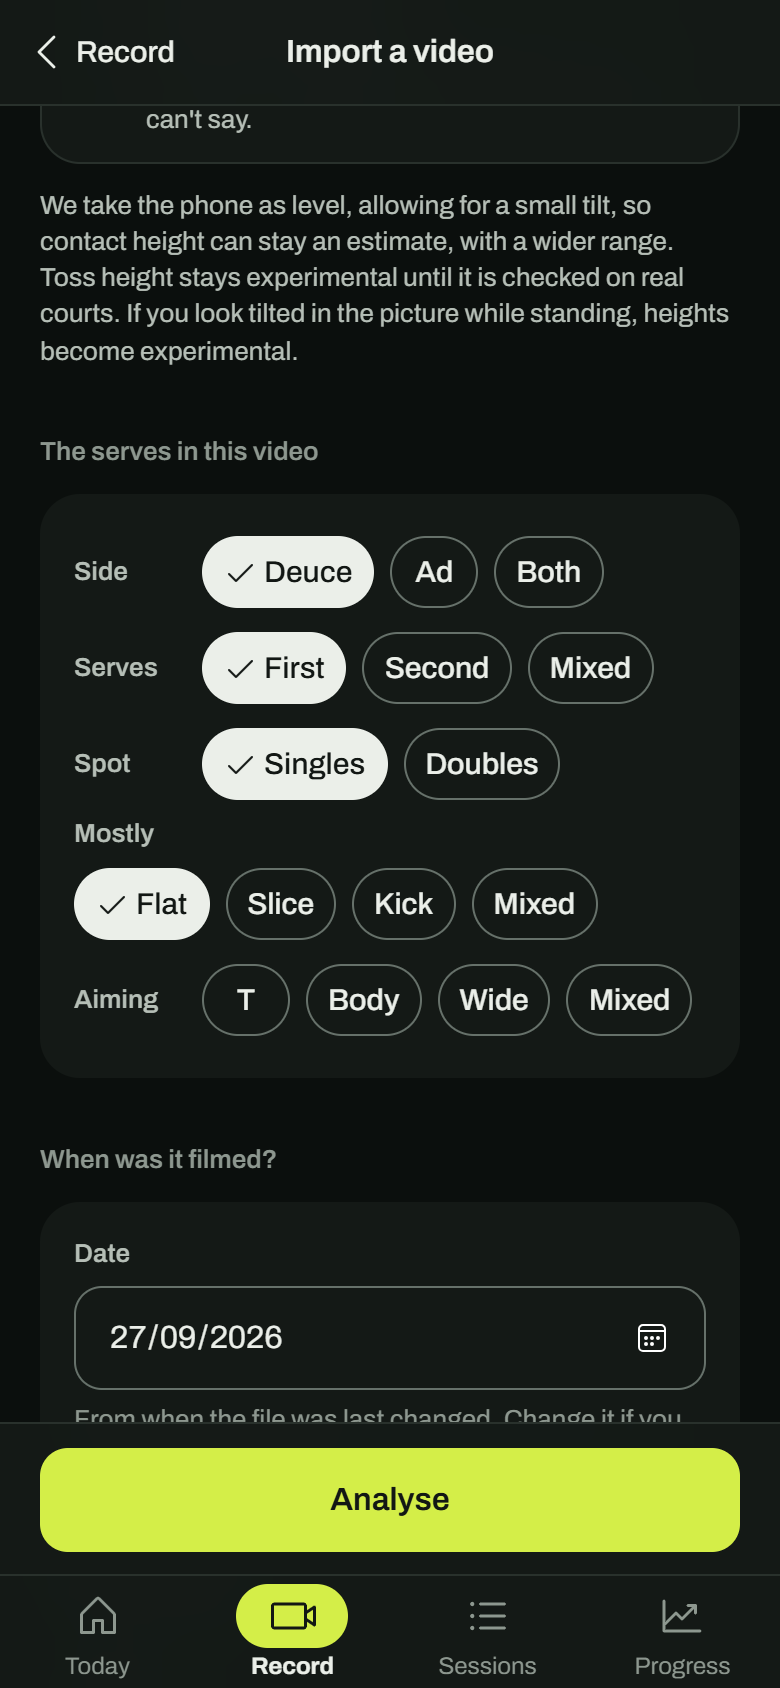 Record
Import a video
can't say.
We take the phone as level, allowing for a small tilt, so
contact height can stay an estimate, with a wider range.
Toss height stays experimental until it is checked on real
courts. If you look tilted in the picture while standing, heights
become experimental.
The serves in this video
Side
Deuce
Ad
Both
Serves
First
Second
Mixed
Spot
Singles
Doubles
Mostly
Flat
Slice
Kick
Mixed
Aiming
T
Body
Wide
Mixed
When was it filmed?
Date
27/09/2026
From when the file was last changed. Change it if you
Analyse
Today
Record
Sessions
Progress